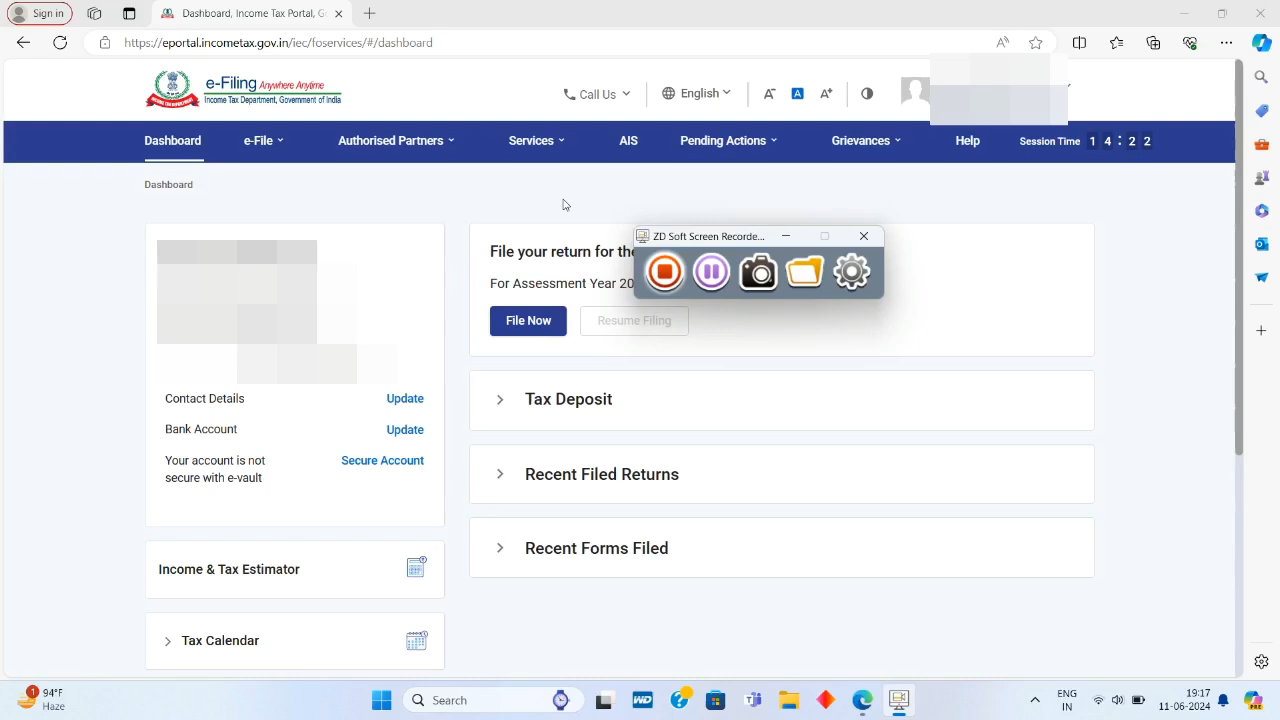 Sign in
Dashboard, Income Tax Portal, G
https://eportal.incometax.gov.in/iec/foservices/#/dashboard
e-Filing Anywhere Anytime
Income Tax Department, Government of India
Call Us
English
A-
A
A+
Dashboard
e-File
Authorised Partners
Services
AIS
Pending Actions
Grievances
Help
Session Time 1 4 : 2 2
Dashboard
Contact Details Update
Bank Account Update
Your account is not
secure with e-vault
Secure Account
Income & Tax Estimator
Tax Calendar
File your return for the
For Assessment Year 20
File Now
Resume Filing
ZD Soft Screen Recorde...
Tax Deposit
Recent Filed Returns
Recent Forms Filed
1
94°F
Haze
Search
ENG
IN
19:17
11-06-2024